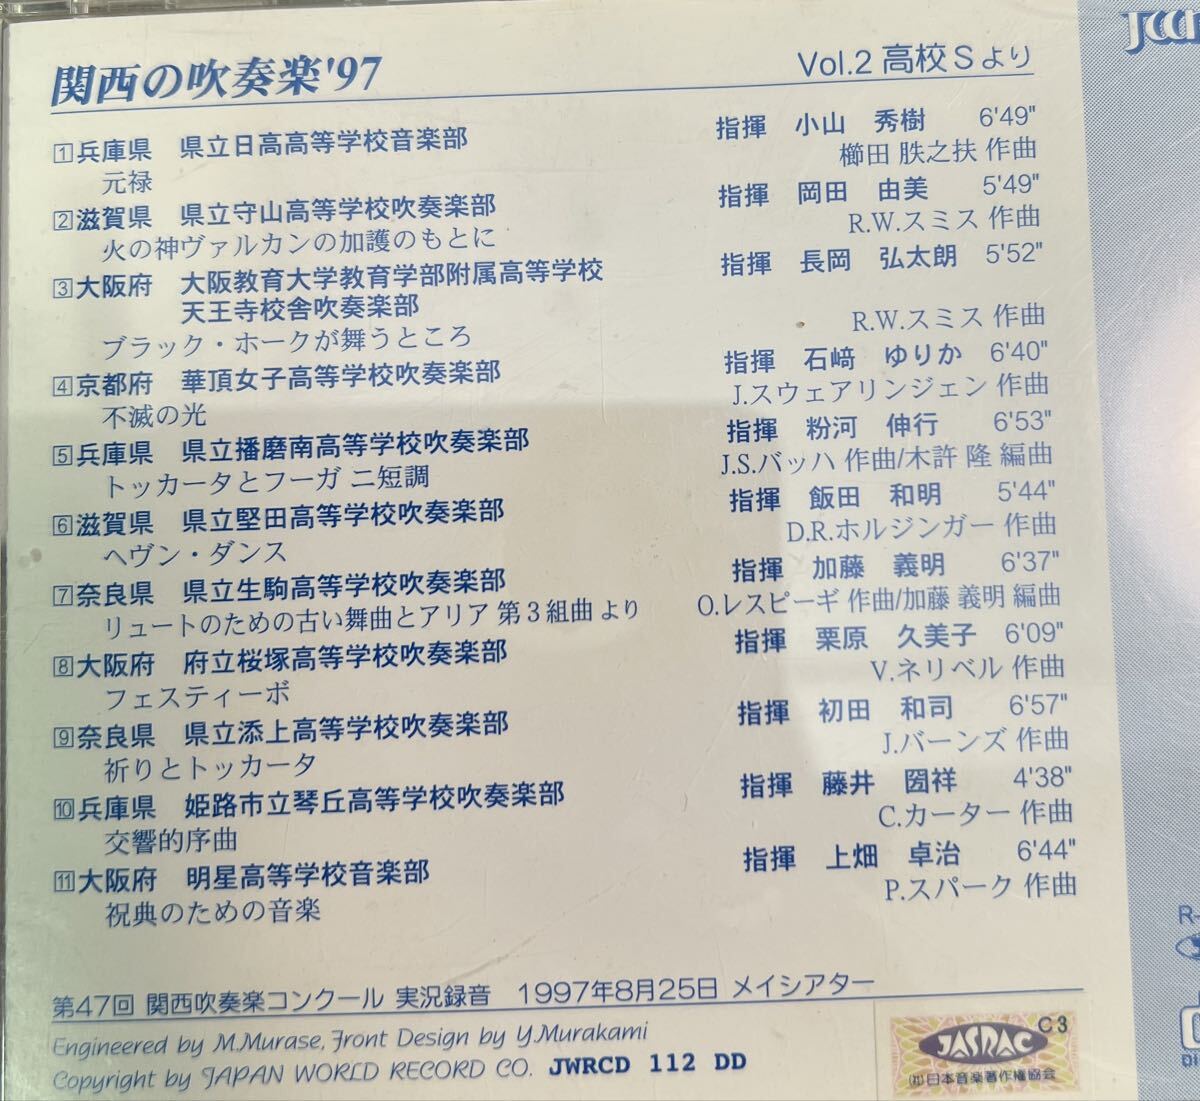 関西の吹奏楽'97
Vol.2 高校Sより
1 兵庫県 県立日高高等学校音楽部 指揮 小山 秀樹 6'49"
元禄 櫛田 胅之扶 作曲
2 滋賀県 県立守山高等学校吹奏楽部 指揮 岡田 由美 5'49"
火の神ヴァルカンの加護のもとに R.W.スミス 作曲
3 大阪府 大阪教育大学教育学部附属高等学校 指揮 長岡 弘太朗 5'52"
天王寺校舎吹奏楽部
ブラック・ホークが舞うところ R.W.スミス 作曲
4 京都府 華頂女子高等学校吹奏楽部 指揮 石﨑 ゆりか 6'40"
不滅の光 J.スウェアリンジェン 作曲
5 兵庫県 県立播磨南高等学校吹奏楽部 指揮 粉河 伸行 6'53"
トッカータとフーガ ニ短調 J.S.バッハ 作曲/木許 隆 編曲
6 滋賀県 県立堅田高等学校吹奏楽部 指揮 飯田 和明 5'44"
ヘヴン・ダンス D.R.ホルジンガー 作曲
7 奈良県 県立生駒高等学校吹奏楽部 指揮 加藤 義明 6'37"
リュートのための古い舞曲とアリア 第3組曲 より O.レスピーギ 作曲/加藤 義明 編曲
8 大阪府 府立桜塚高等学校吹奏楽部 指揮 栗原 久美子 6'09"
フェスティーボ V.ネリベル 作曲
9 奈良県 県立添上高等学校吹奏楽部 指揮 初田 和司 6'57"
祈りとトッカータ J.バーンズ 作曲
10 兵庫県 姫路市立琴丘高等学校吹奏楽部 指揮 藤井 圀祥 4'38"
交響的序曲 C.カーター 作曲
11 大阪府 明星高等学校音楽部 指揮 上畑 卓治 6'44"
祝典のための音楽 P.スパーク 作曲
第47回 関西吹奏楽コンクール 実況録音 1997年8月25日 メイシアター
Engineered by M.Murase, Front Design by Y.Murakami
Copyright by JAPAN WORLD RECORD CO. JWRCD 112 DD
C3
JASRAC
(社)日本音楽著作権協会